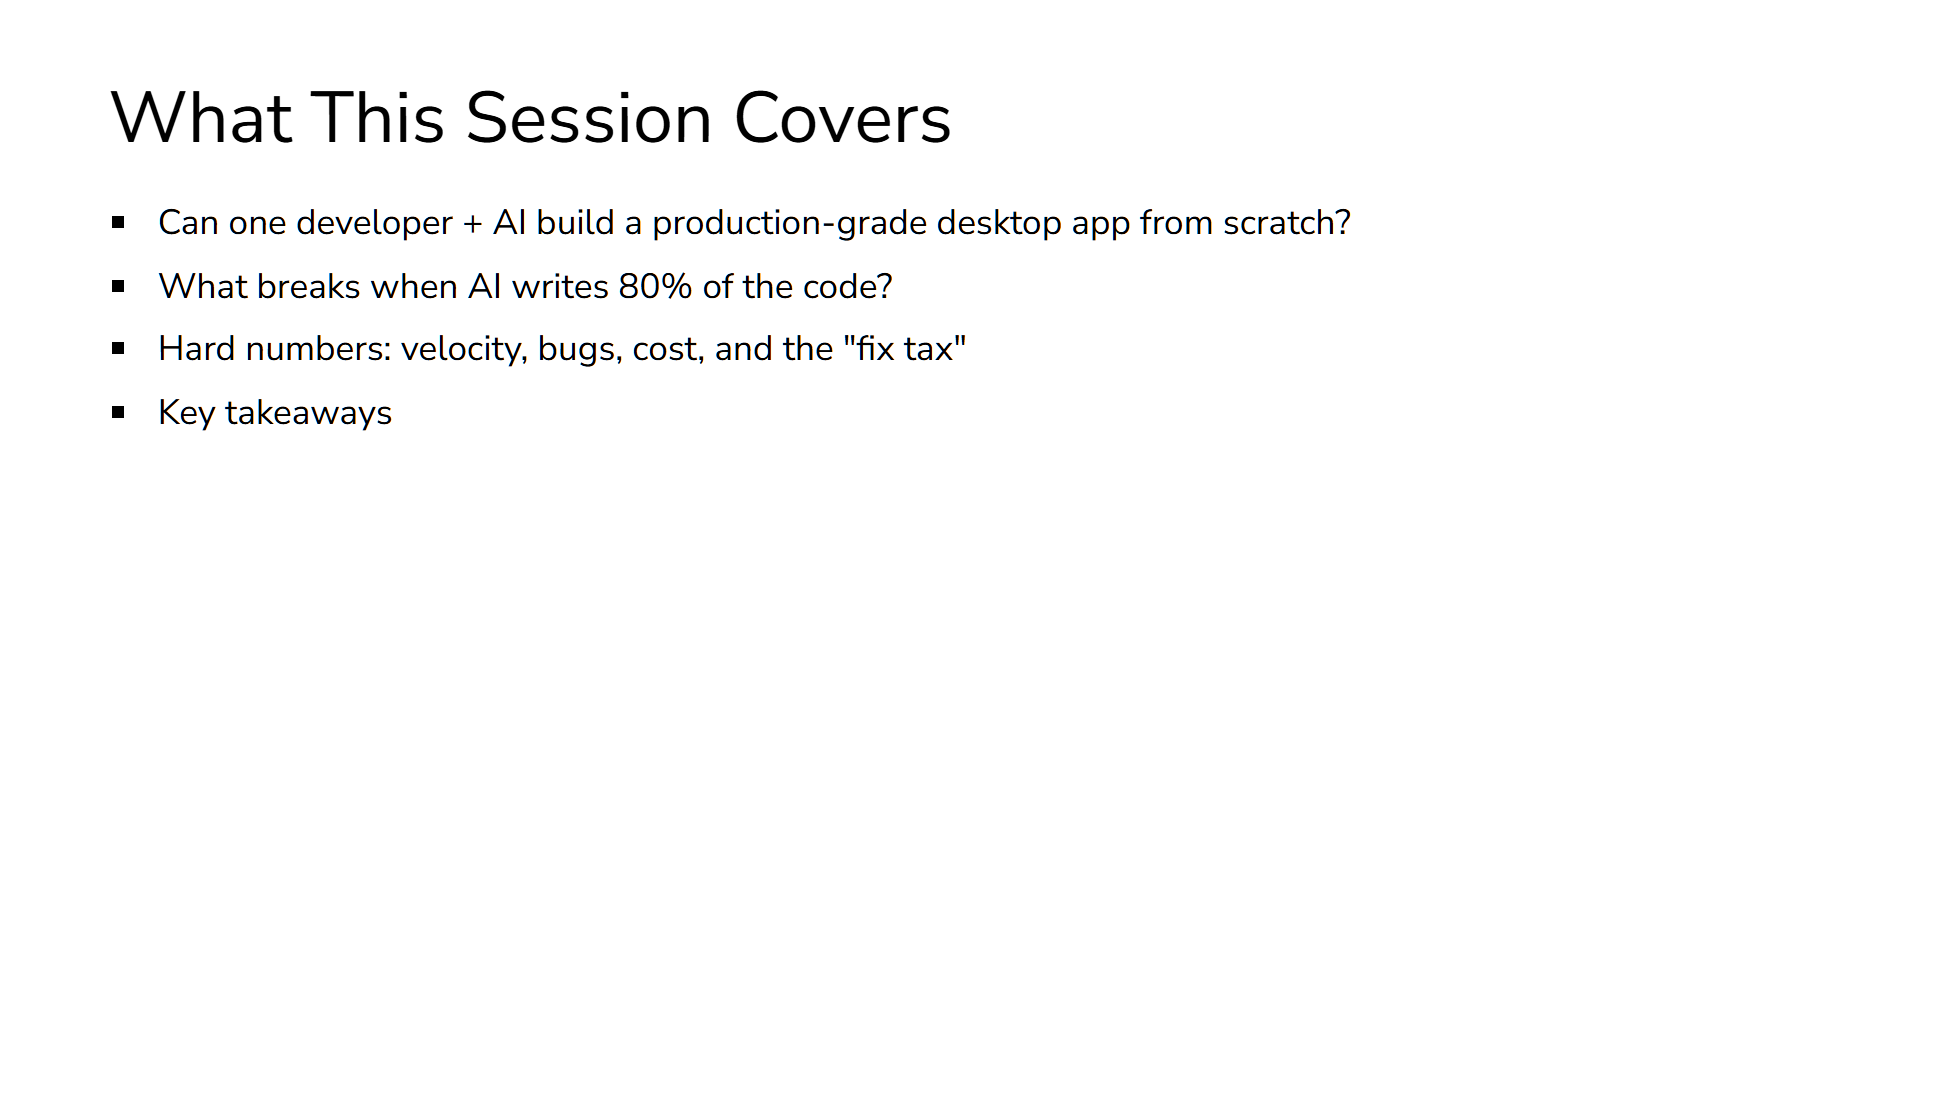 What This Session Covers
▪ Can one developer + AI build a production-grade desktop app from scratch?
▪ What breaks when AI writes 80% of the code?
▪ Hard numbers: velocity, bugs, cost, and the "fix tax"
▪ Key takeaways